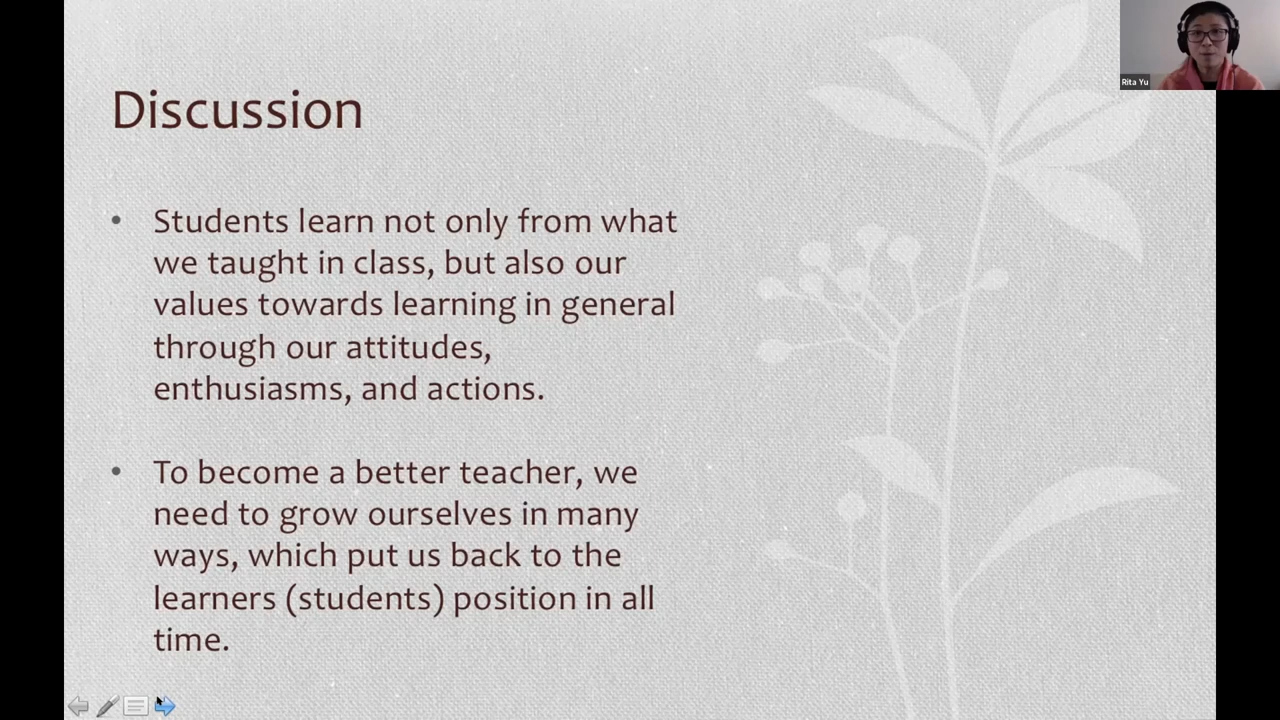 Rita Yu
Discussion
• Students learn not only from what
we taught in class, but also our
values towards learning in general
through our attitudes,
enthusiasms, and actions.
• To become a better teacher, we
need to grow ourselves in many
ways, which put us back to the
learners (students) position in all
time.